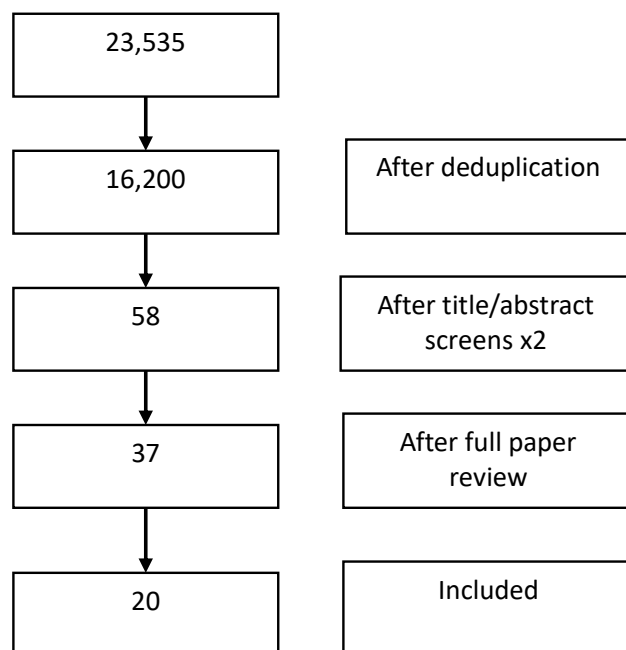 23,535
16,200
After deduplication
58
After title/abstract
screens x2
37
After full paper
review
20
Included